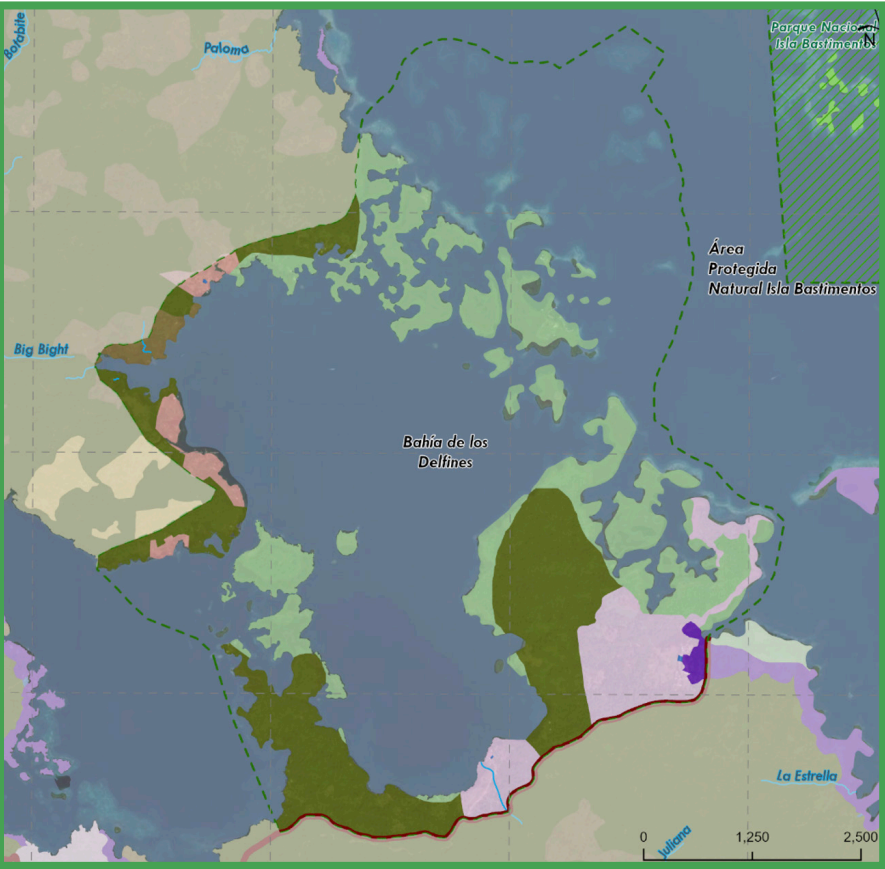 Botabite
Paloma
Parque Nacional
Isla Bastimentos
N
Área
Protegida
Natural Isla Bastimentos
Big Bight
Bahía de los
Delfines
La Estrella
Juliana
0 1,250 2,500